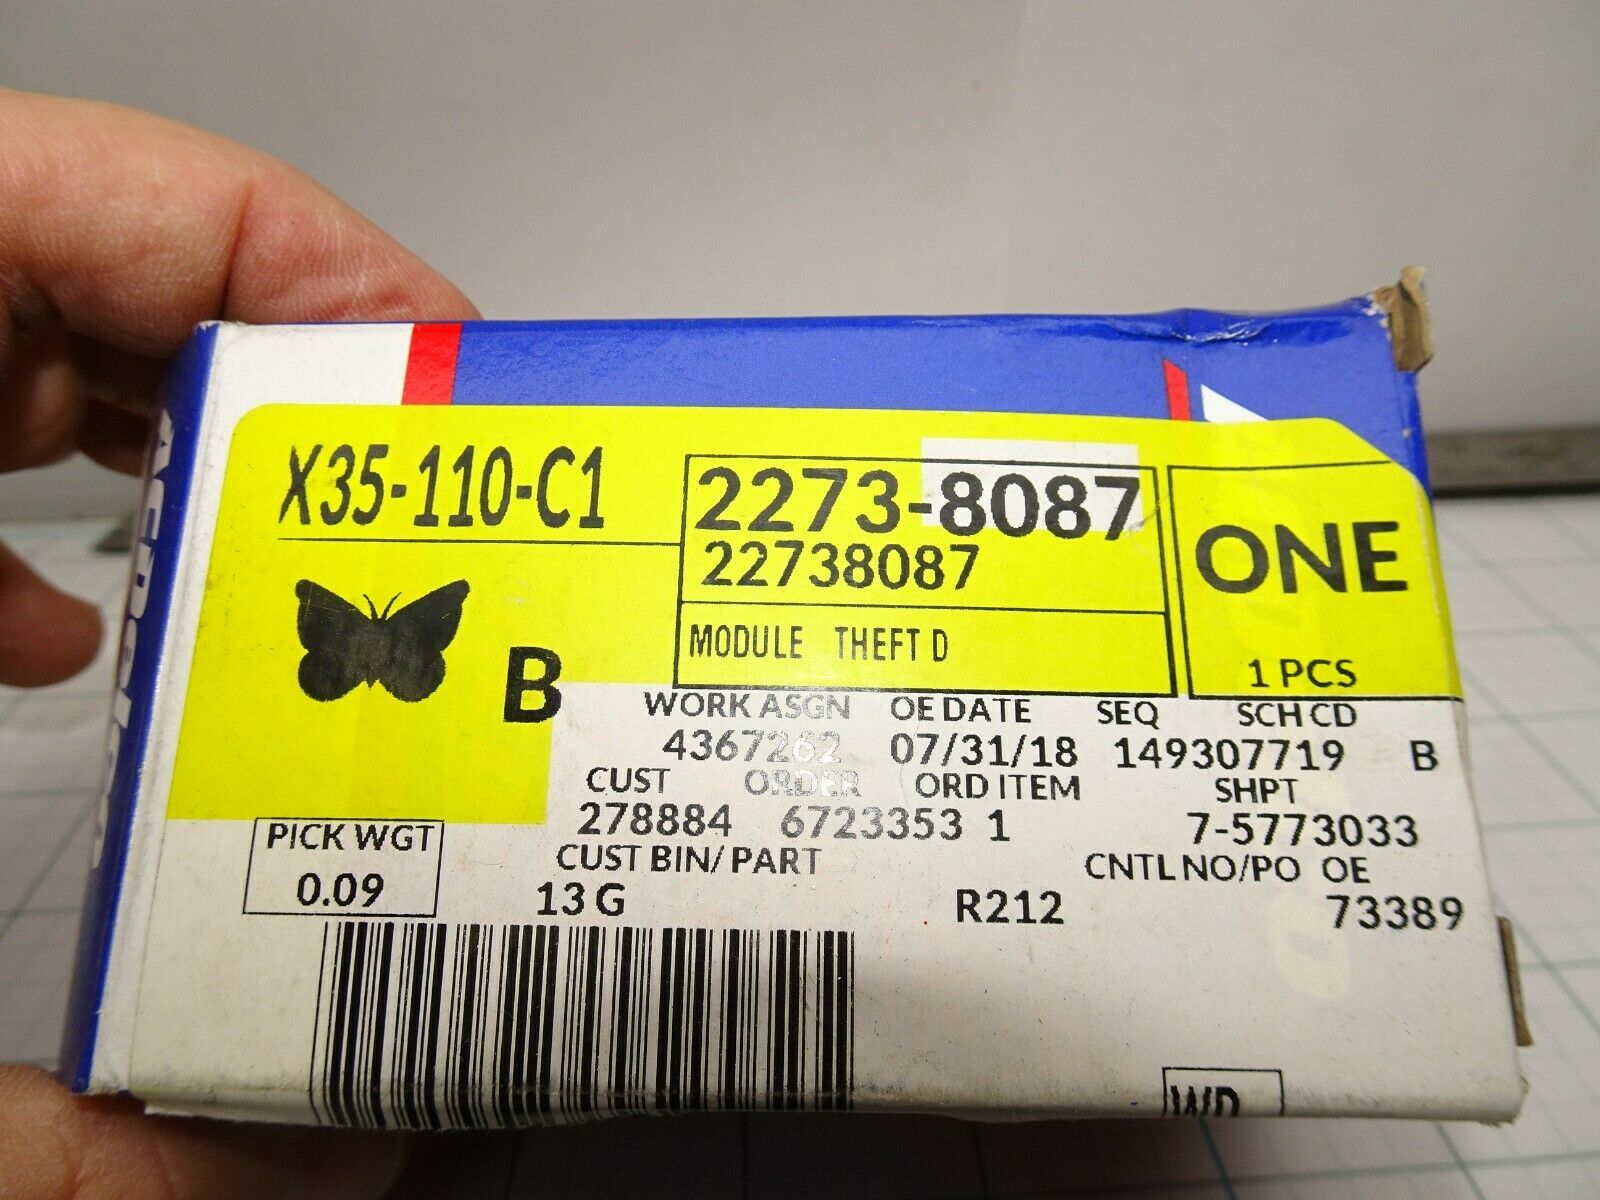 ACDelco
X35-110-C1
2273-8087
22738087
ONE
MODULE THEFT D
1 PCS
B
WORK ASGN OE DATE SEQ SCH CD
4367262 07/31/18 149307719 B
CUST ORDER ORD ITEM SHPT
278884 6723353 1 7-5773033
PICK WGT
0.09
CUST BIN/ PART CNTL NO/PO OE
13 G R212 73389